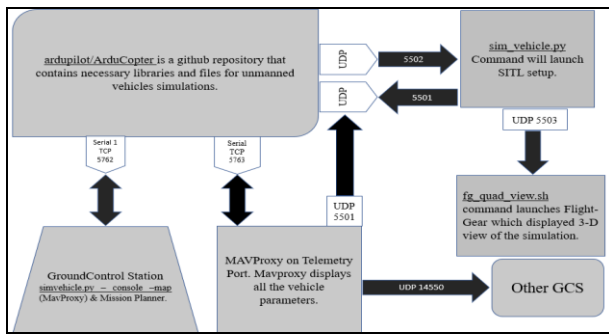 ardupilot/ArduCopter is a github repository that
contains necessary libraries and files for unmanned
vehicles simulations.
UDP
5502
sim_vehicle.py
Command will launch
SITL setup.
UDP
5501
UDP 5503
Serial 1
TCP
5762
Serial
TCP
5763
UDP
5501
fg_quad_view.sh
command launches Flight-
Gear which displayed 3-D
view of the simulation.
GroundControl Station
simvehicle.py – console –map
(MavProxy) & Mission Planner.
MAVProxy on Telemetry
Port. Mavproxy displays
all the vehicle
parameters.
UDP 14550
Other GCS